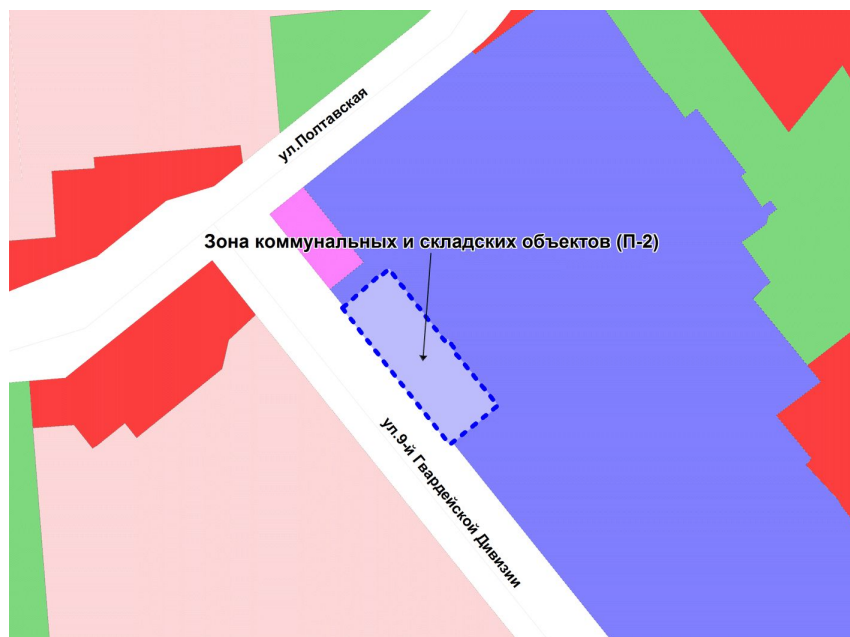 ул.Полтавская
Зона коммунальных и складских объектов (П-2)
ул.9-й Гвардейской Дивизии